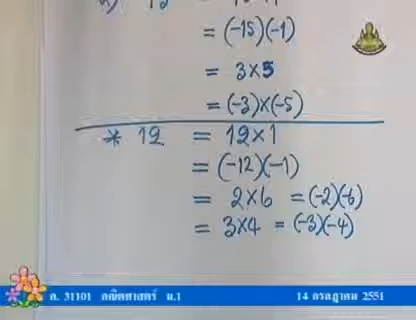 = (-15)(-1)
= 3×5
= (-3)×(-5)
* 12 = 12×1
= (-12)(-1)
= 2×6 = (-2)(-6)
= 3×4 = (-3)(-4)
ค. 31101 คณิตศาสตร์ ม.1 14 กรกฎาคม 2551